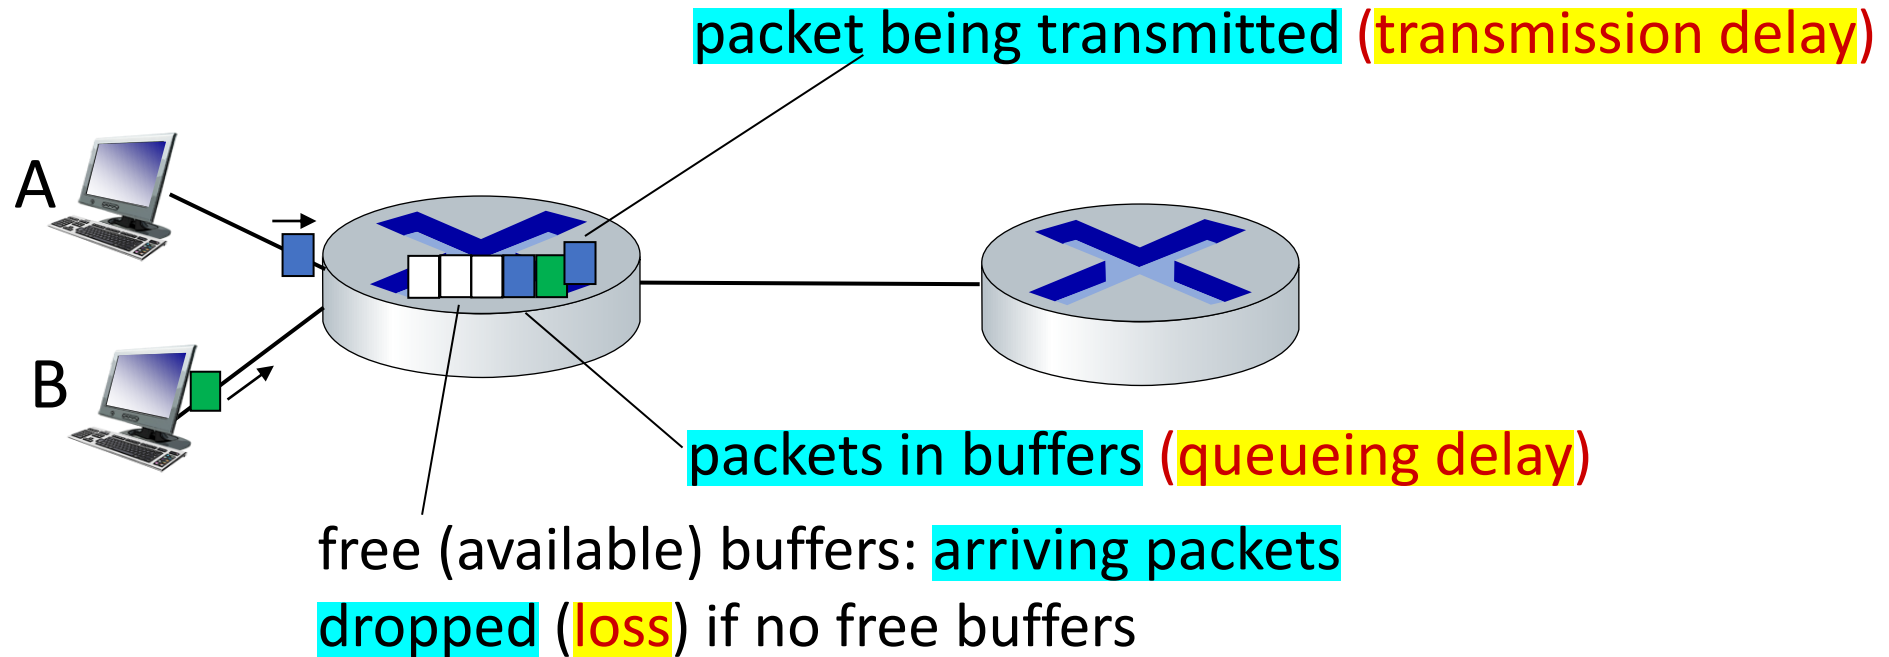 packet being transmitted (transmission delay)
A
B
packets in buffers (queueing delay)
free (available) buffers: arriving packets
dropped (loss) if no free buffers